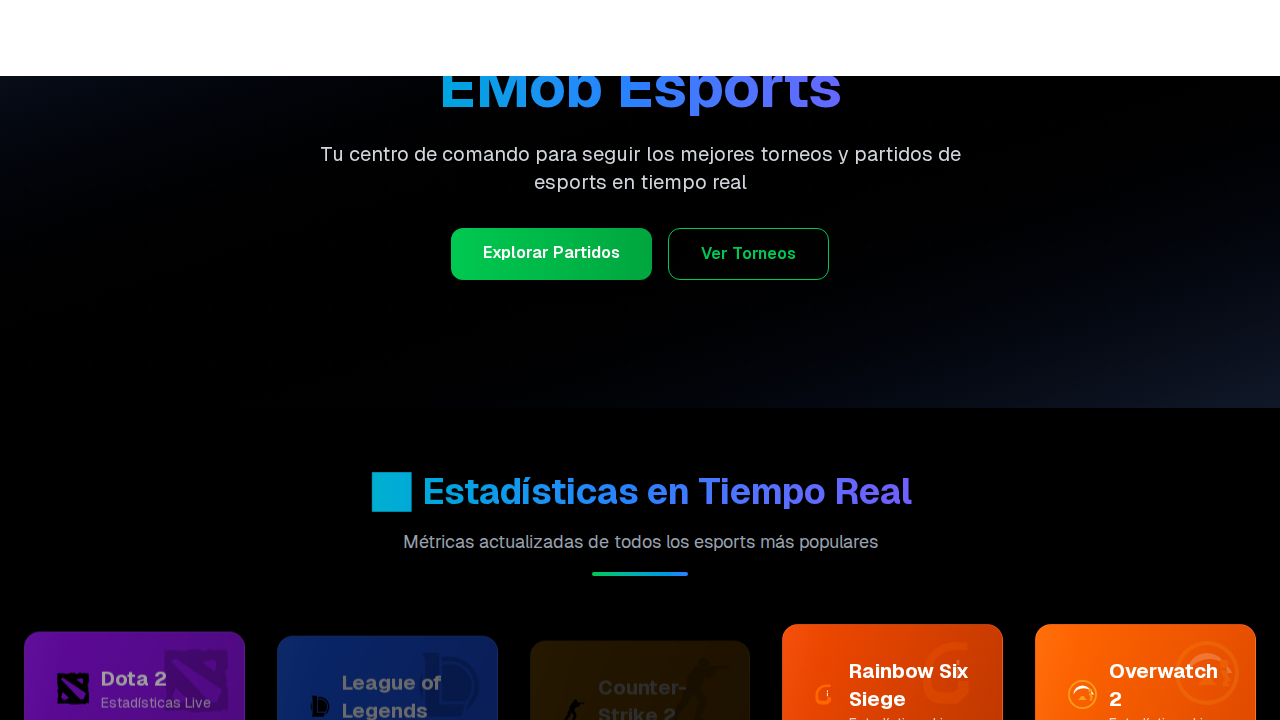 EMob Esports
Tu centro de comando para seguir los mejores torneos y partidos de
esports en tiempo real
Explorar Partidos
Ver Torneos
Estadísticas en Tiempo Real
Métricas actualizadas de todos los esports más populares
Dota 2
Estadísticas Live
League of
Legends
Counter-
Strike 2
Rainbow Six
Siege
Overwatch
2